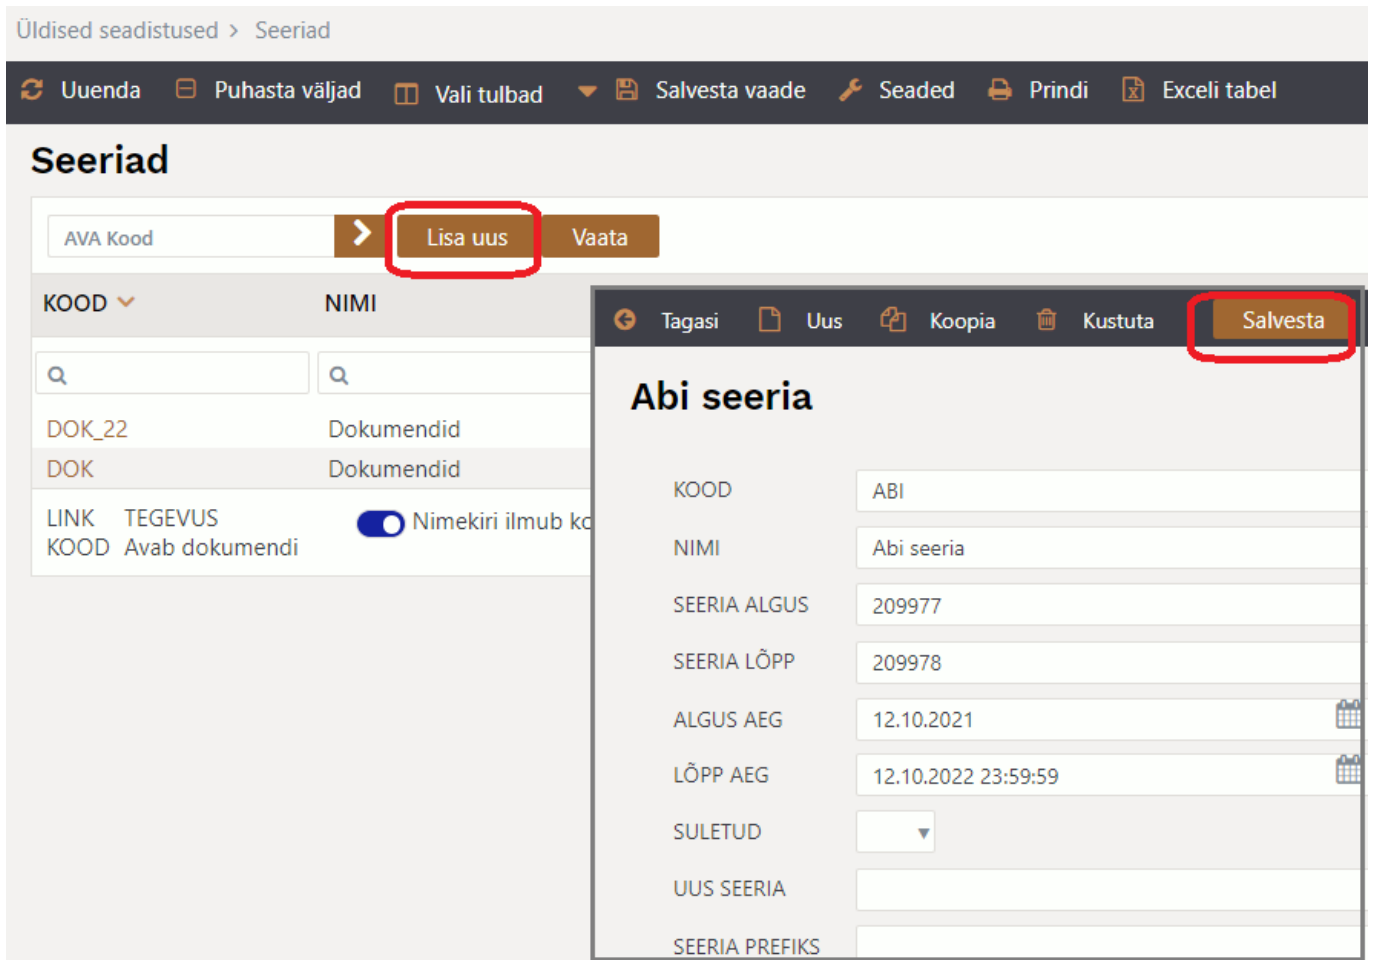 Üldised seadistused > Seeriad
Uuenda Puhasta väljad Vali tulbad Salvesta vaade Seaded Prindi Exceli tabel
Seeriad
AVA Kood Lisa uus Vaata
KOOD NIMI
DOK_22 Dokumendid
DOK Dokumendid
LINK TEGEVUS
KOOD Avab dokumendi
Nimekiri ilmub
Tagasi Uus Koopia Kustuta Salvesta
Abi seeria
KOOD ABI
NIMI Abi seeria
SEERIA ALGUS 209977
SEERIA LÕPP 209978
ALGUS AEG 12.10.2021
LÕPP AEG 12.10.2022 23:59:59
SULETUD
UUS SEERIA
SEERIA PREFIKS